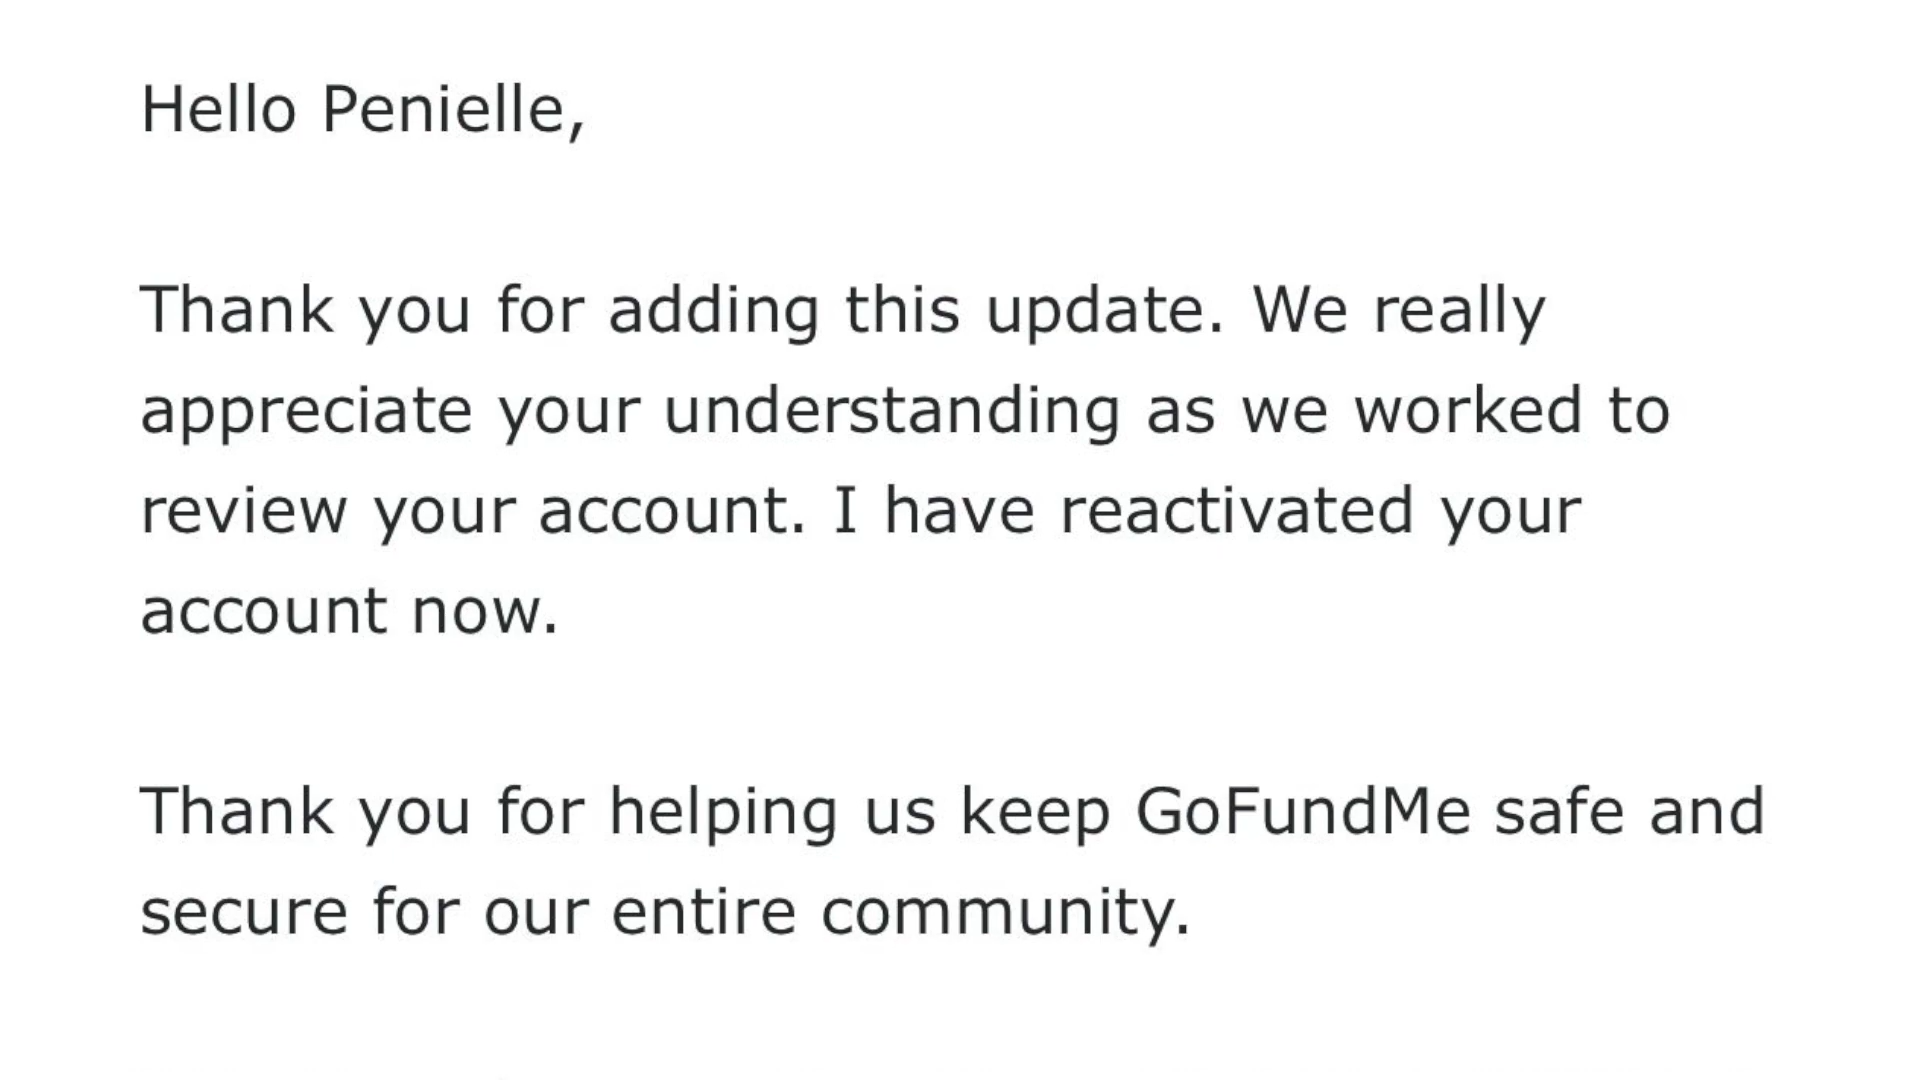 Hello Penielle,
Thank you for adding this update. We really
appreciate your understanding as we worked to
review your account. I have reactivated your
account now.
Thank you for helping us keep GoFundMe safe and
secure for our entire community.